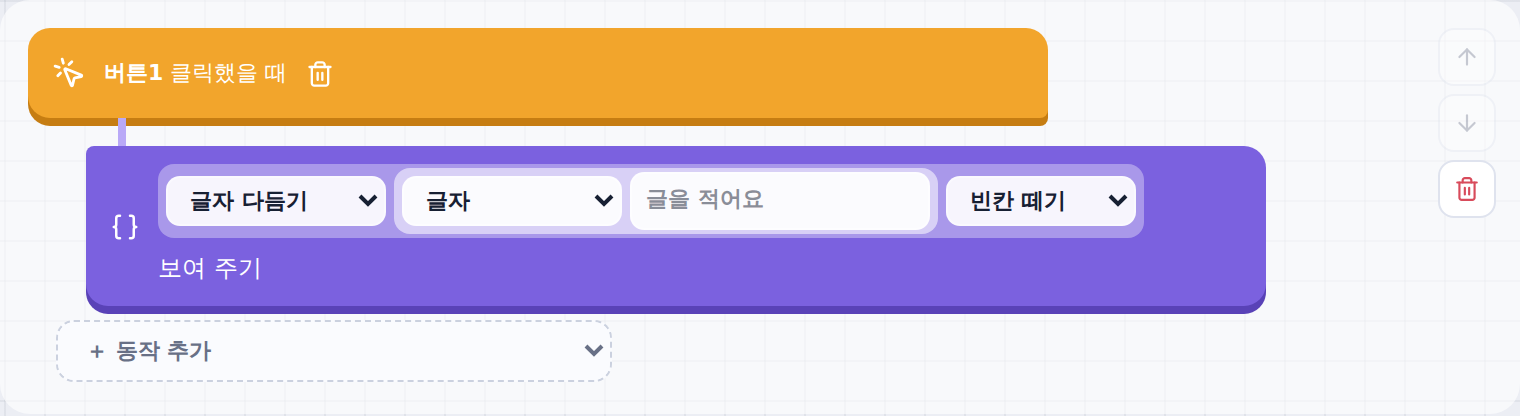 버튼1 클릭했을 때
글자 다듬기 글자 글을 적어요 빈칸 떼기
보여 주기
+ 동작 추가